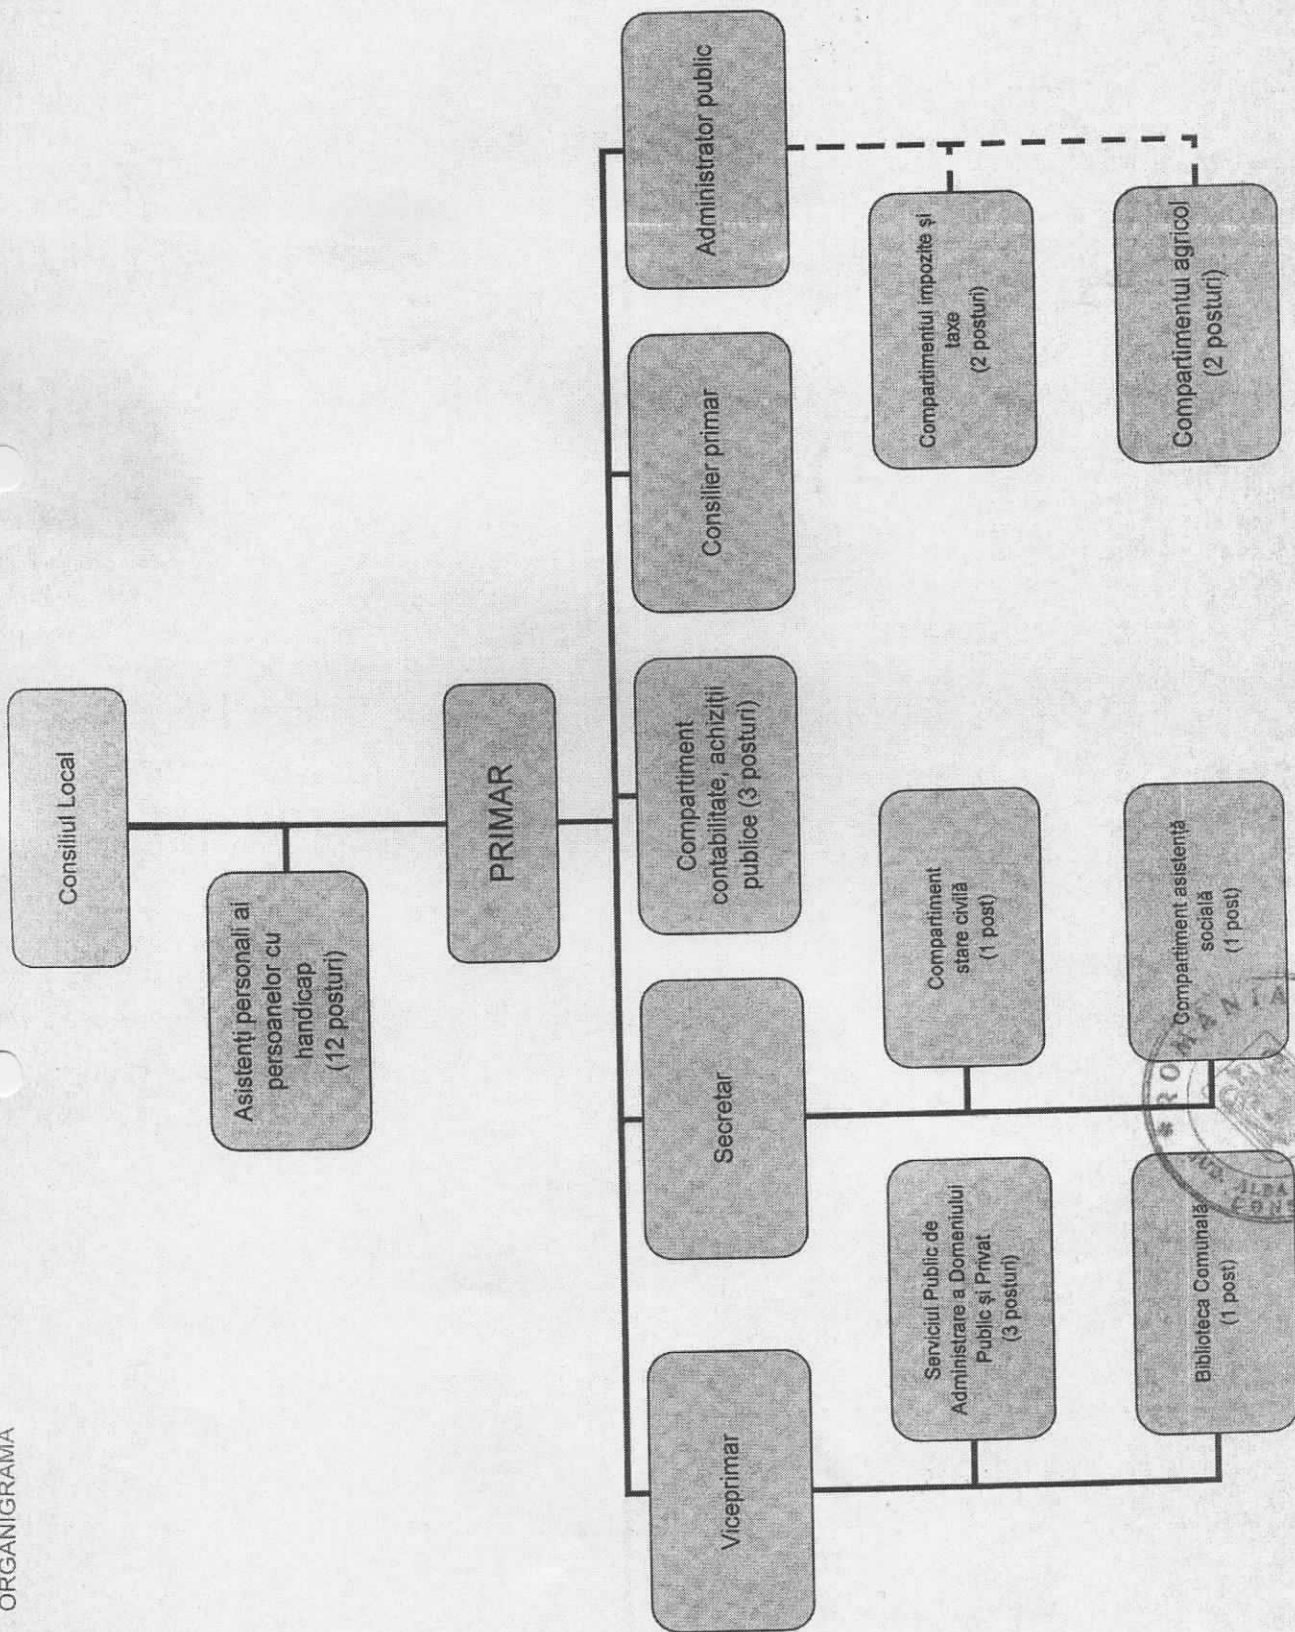 ORGANIGRAMA
Consiliul Local
Asistenți personali ai
persoanelor cu
handicap
(12 posturi)
PRIMAR
Viceprimar
Secretar
Compartiment
contabilitate, achiziții
publice (3 posturi)
Consilier primar
Administrator public
Serviciul Public de
Administrare a Domeniului
Public și Privat
(3 posturi)
Compartiment
stare civilă
(1 post)
Compartimentul impozite și
taxe
(2 posturi)
Biblioteca Comunală
(1 post)
Compartiment asistență
socială
(1 post)
Compartimentul agricol
(2 posturi)